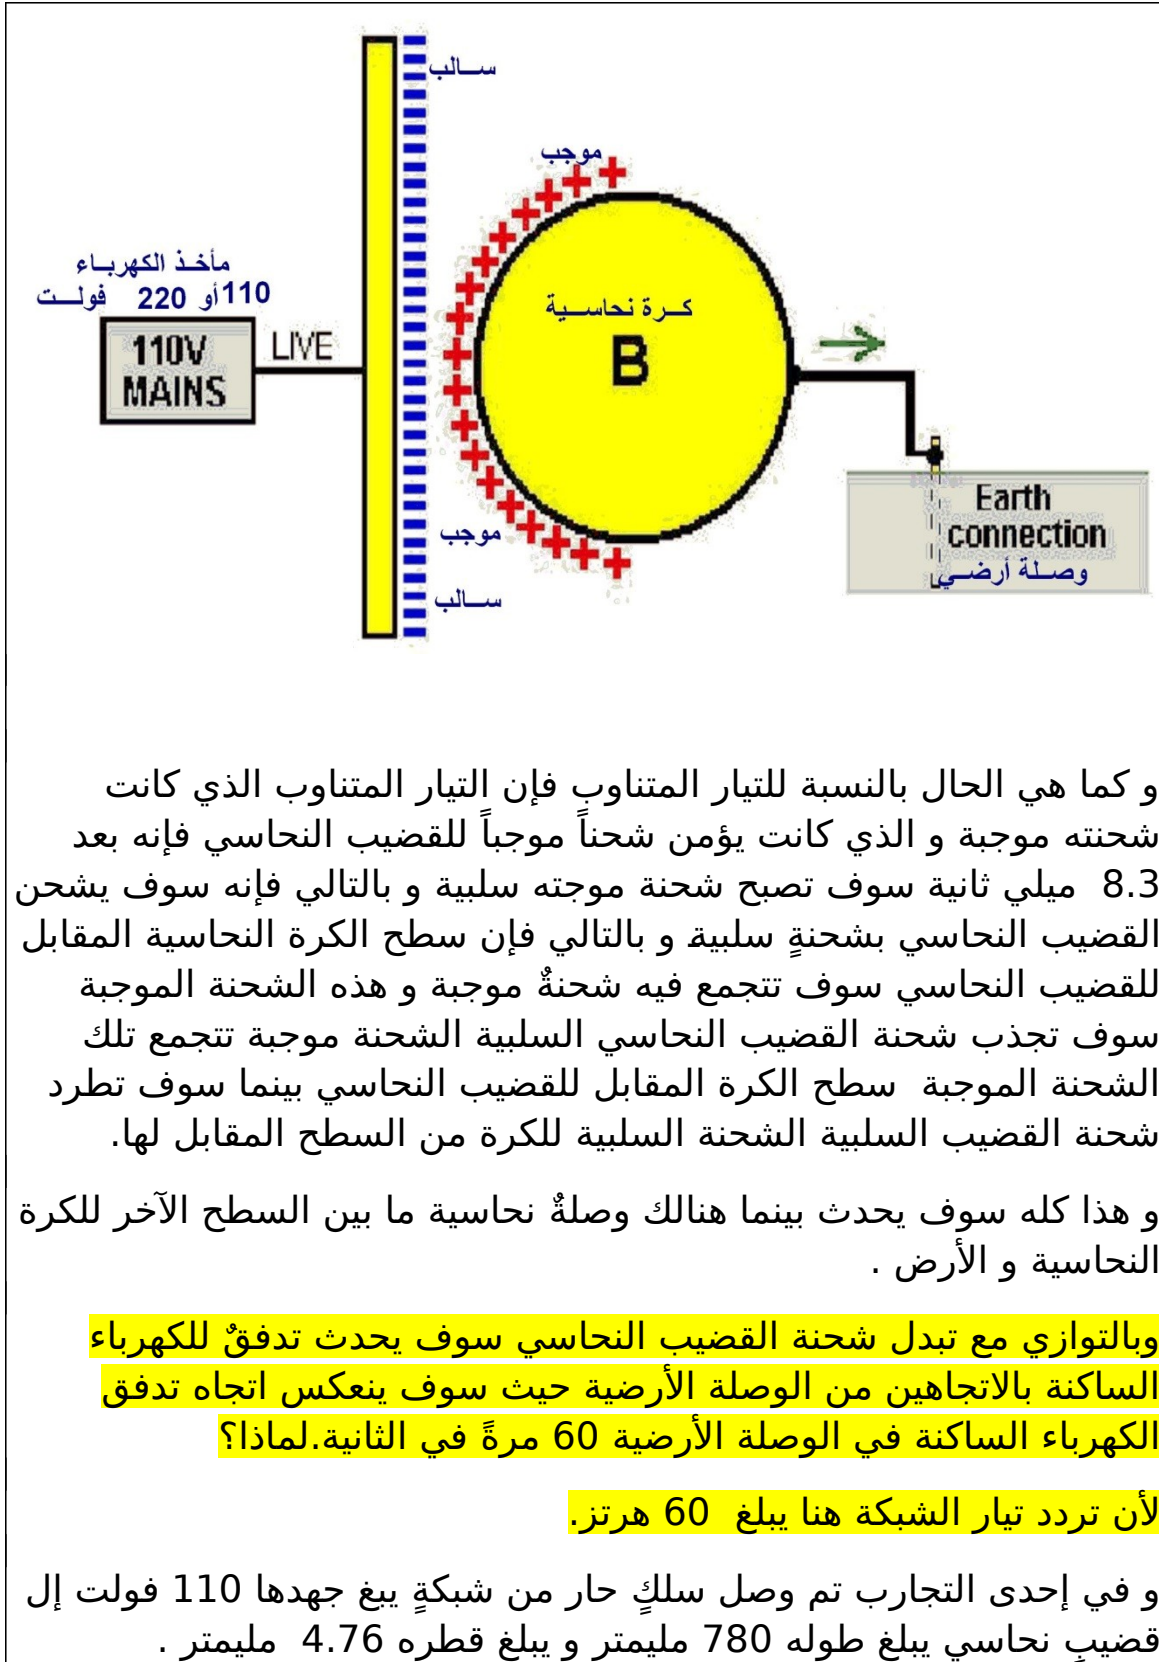 سـالب
موجب
مأخـذ الكهربـاء
110أو 220 فولـت
110V
MAINS
LIVE
كـرة نحاسـية
B
Earth
connection
وصـلة أرضـي
موجب
سـالب
و كما هي الحال بالنسبة للتيار المتناوب فإن التيار المتناوب الذي كانت
شحنته موجبة و الذي كانت يؤمن شحناً موجباً للقضيب النحاسي فإنه بعد
8.3 ميلي ثانية سوف تصبح شحنة موجته سلبية و بالتالي فإنه سوف يشحن
القضيب النحاسي بشحنةٍ سلبية و بالتالي فإن سطح الكرة النحاسية المقابل
للقضيب النحاسي سوف تتجمع فيه شحنةٌ موجبة و هذه الشحنة الموجبة
سوف تجذب شحنة القضيب النحاسي السلبية الشحنة موجبة تتجمع تلك
الشحنة الموجبة سطح الكرة المقابل للقضيب النحاسي بينما سوف تطرد
شحنة القضيب السلبية الشحنة السلبية للكرة من السطح المقابل لها.
و هذا كله سوف يحدث بينما هنالك وصلةٌ نحاسية ما بين السطح الآخر للكرة
النحاسية و الأرض .
وبالتوازي مع تبدل شحنة القضيب النحاسي سوف يحدث تدفقٌ للكهرباء
الساكنة بالاتجاهين من الوصلة الأرضية حيث سوف ينعكس اتجاه تدفق
الكهرباء الساكنة في الوصلة الأرضية 60 مرةً في الثانية.لماذا؟
لأن تردد تيار الشبكة هنا يبلغ 60 هرتز.
و في إحدى التجارب تم وصل سلكٍ حار من شبكةٍ يبغ جهدها 110 فولت إل
قضيبٍ نحاسي يبلغ طوله 780 مليمتر و يبلغ قطره 4.76 مليمتر .